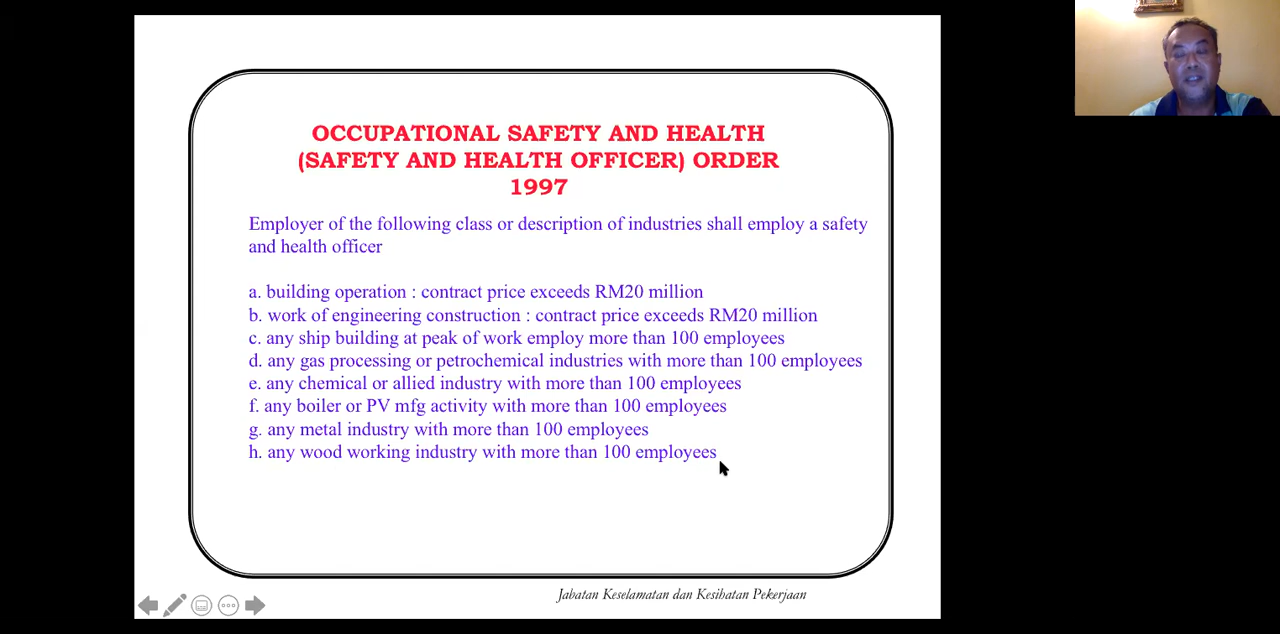 OCCUPATIONAL SAFETY AND HEALTH
(SAFETY AND HEALTH OFFICER) ORDER
1997
Employer of the following class or description of industries shall employ a safety
and health officer
a. building operation : contract price exceeds RM20 million
b. work of engineering construction : contract price exceeds RM20 million
c. any ship building at peak of work employ more than 100 employees
d. any gas processing or petrochemical industries with more than 100 employees
e. any chemical or allied industry with more than 100 employees
f. any boiler or PV mfg activity with more than 100 employees
g. any metal industry with more than 100 employees
h. any wood working industry with more than 100 employees
Jabatan Keselamatan dan Kesihatan Pekerjaan